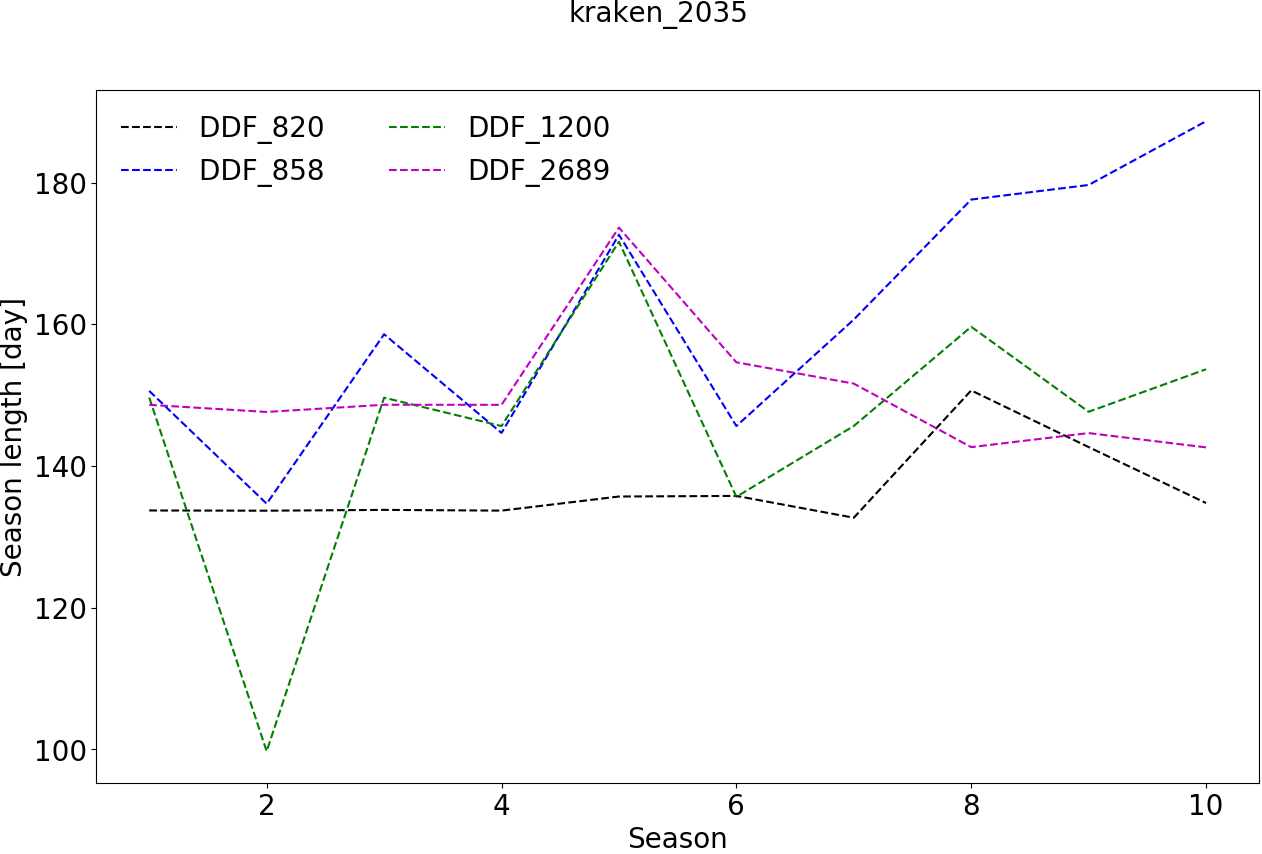 kraken_2035
DDF_820
DDF_858
DDF_1200
DDF_2689
Season length [day]
180
160
140
120
100
2 4 6 8 10
Season